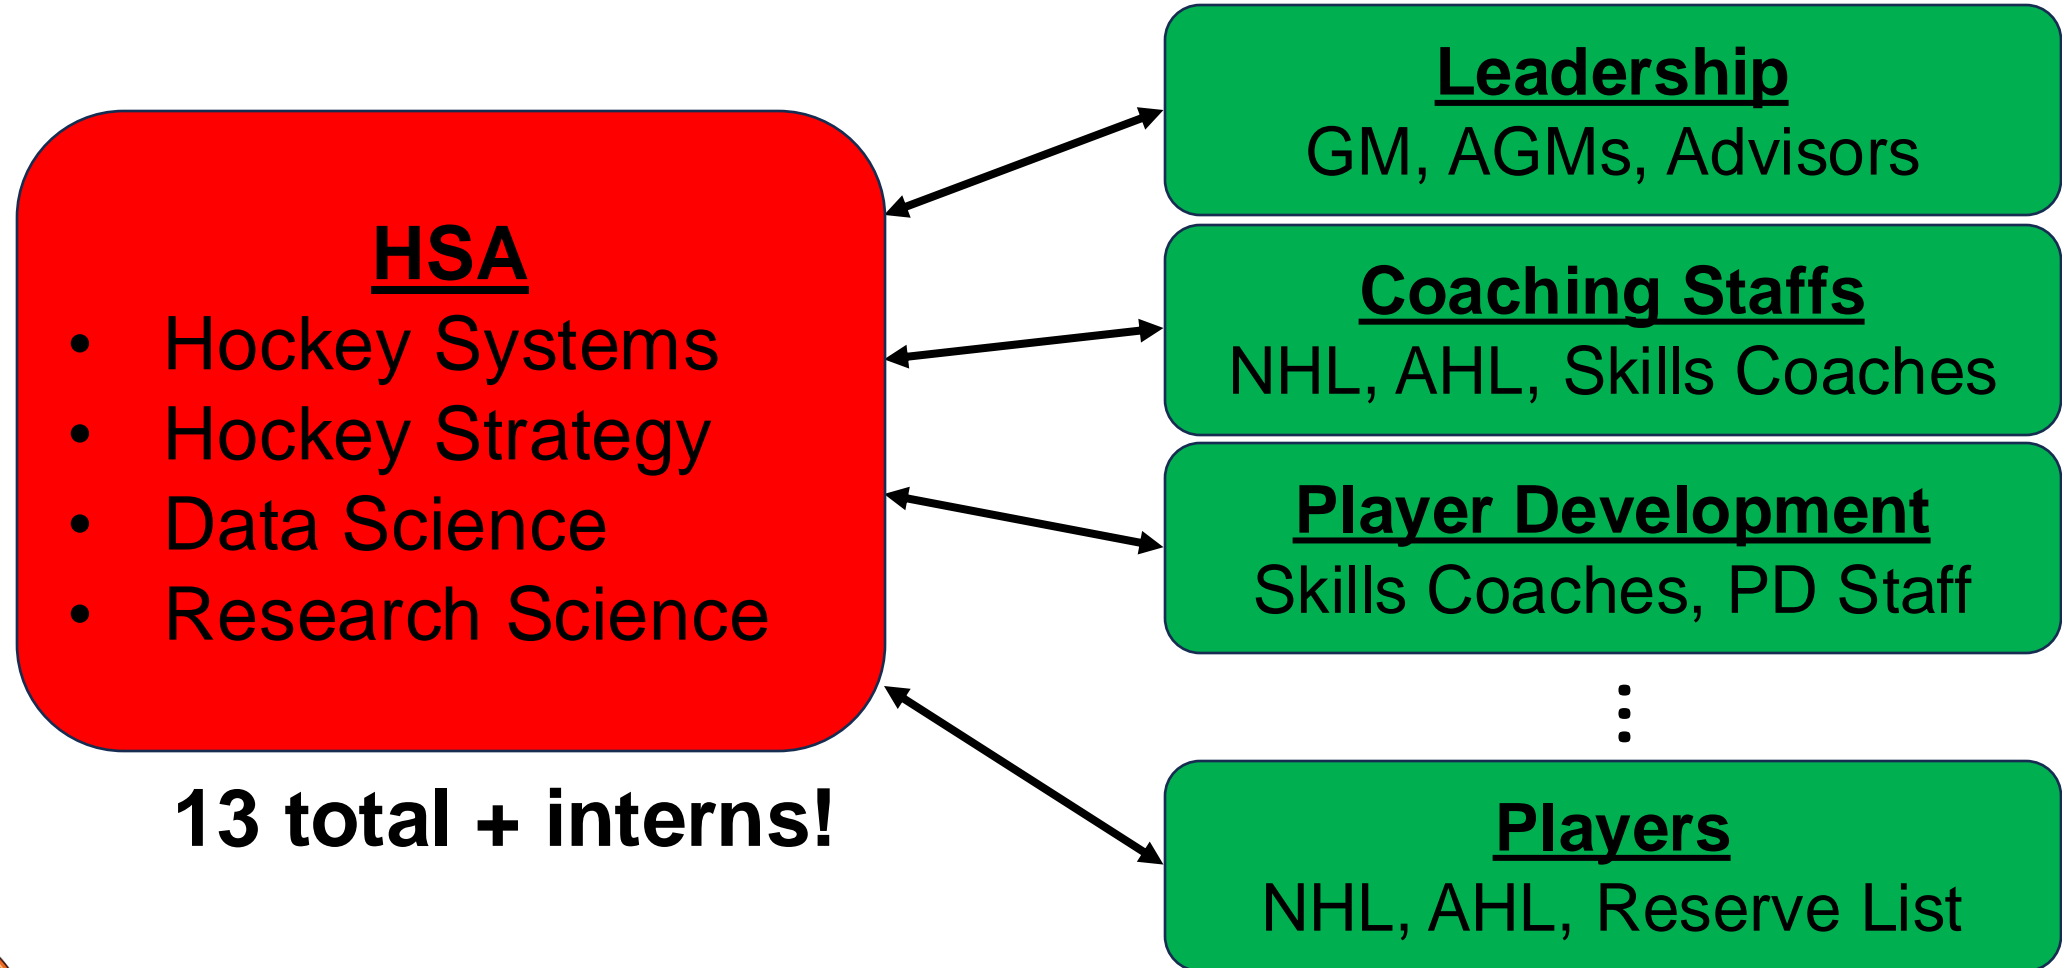 HSA
• Hockey Systems
• Hockey Strategy
• Data Science
• Research Science
13 total + interns!
Leadership
GM, AGMs, Advisors
Coaching Staffs
NHL, AHL, Skills Coaches
Player Development
Skills Coaches, PD Staff
...
Players
NHL, AHL, Reserve List